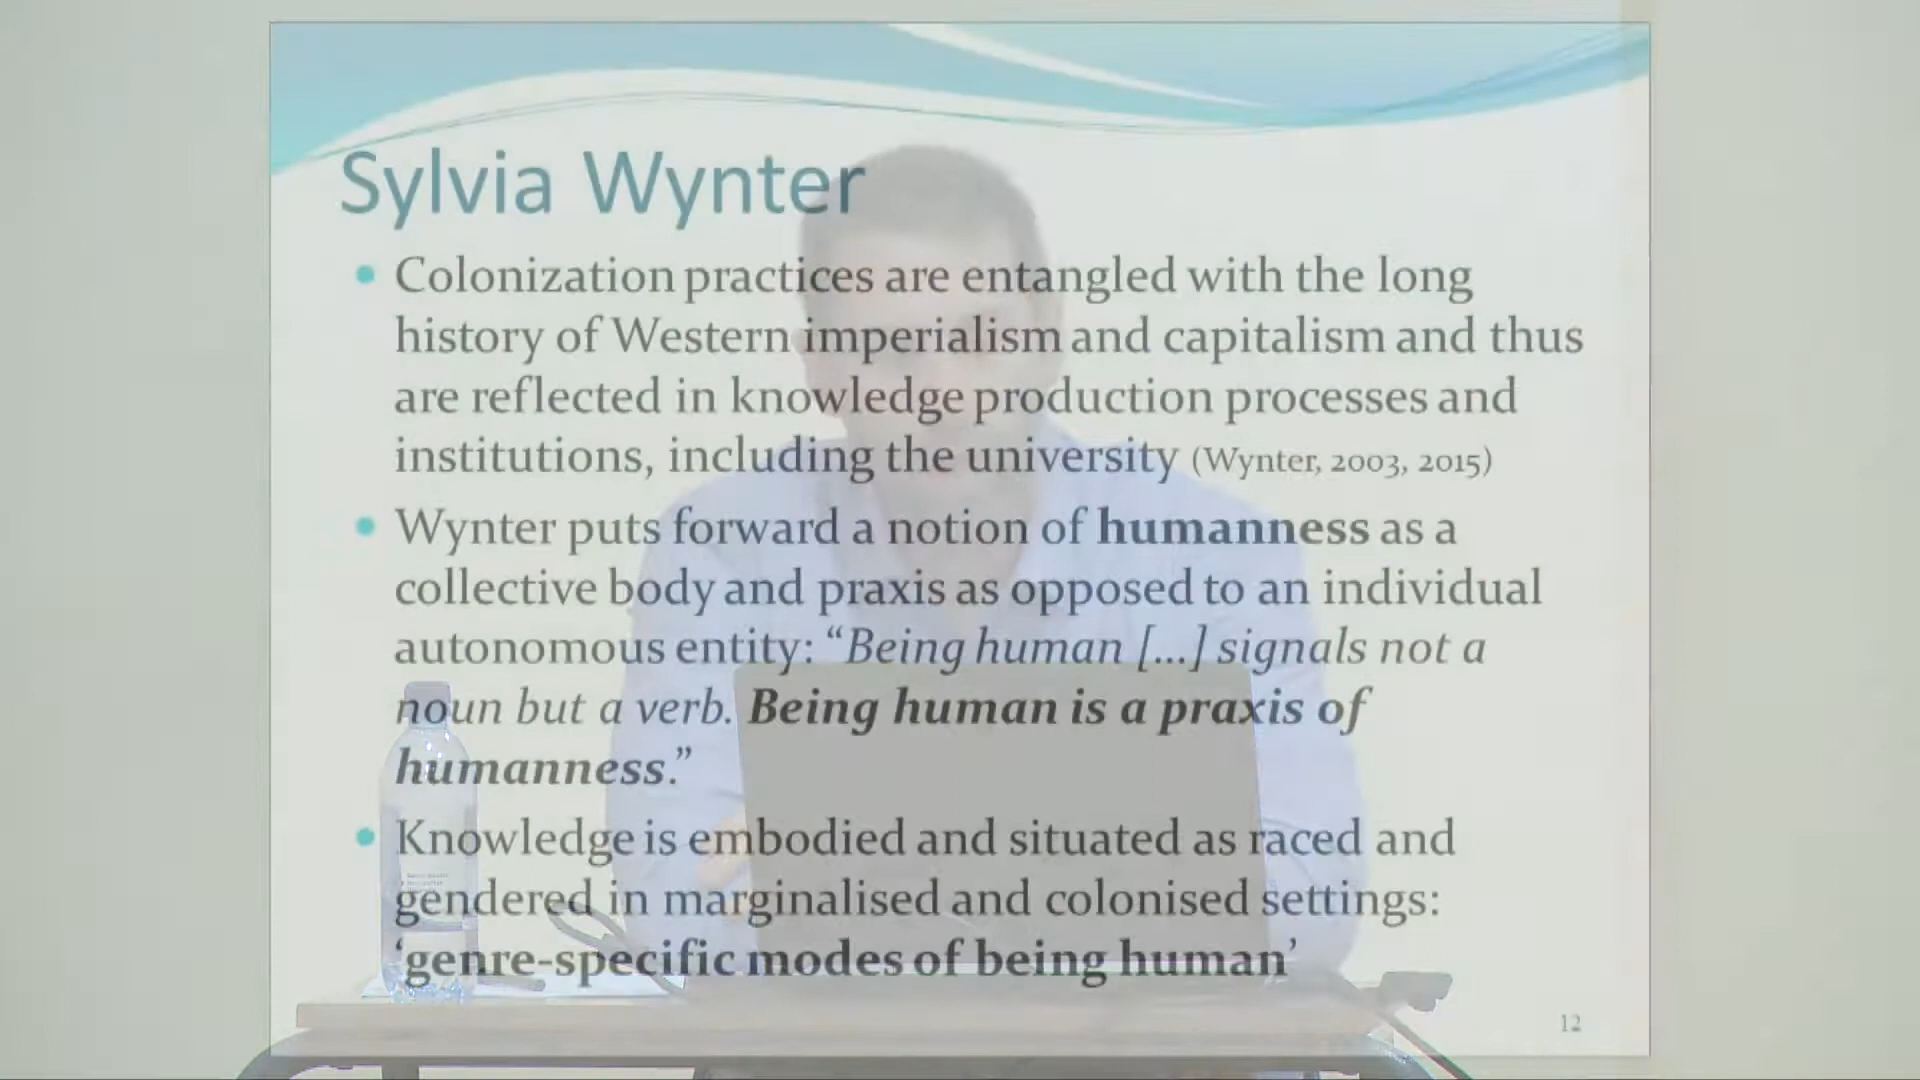 Sylvia Wynter
Colonization practices are entangled with the long
history of Western imperialism and capitalism and thus
are reflected in knowledge production processes and
institutions, including the university (Wynter, 2003, 2015)
Wynter puts forward a notion of humanness as a
collective body and praxis as opposed to an individual
autonomous entity: “Being human [...] signals not a
noun but a verb. Being human is a praxis of
humanness.”
Knowledge is embodied and situated as raced and
gendered in marginalised and colonised settings:
‘genre-specific modes of being human’
12